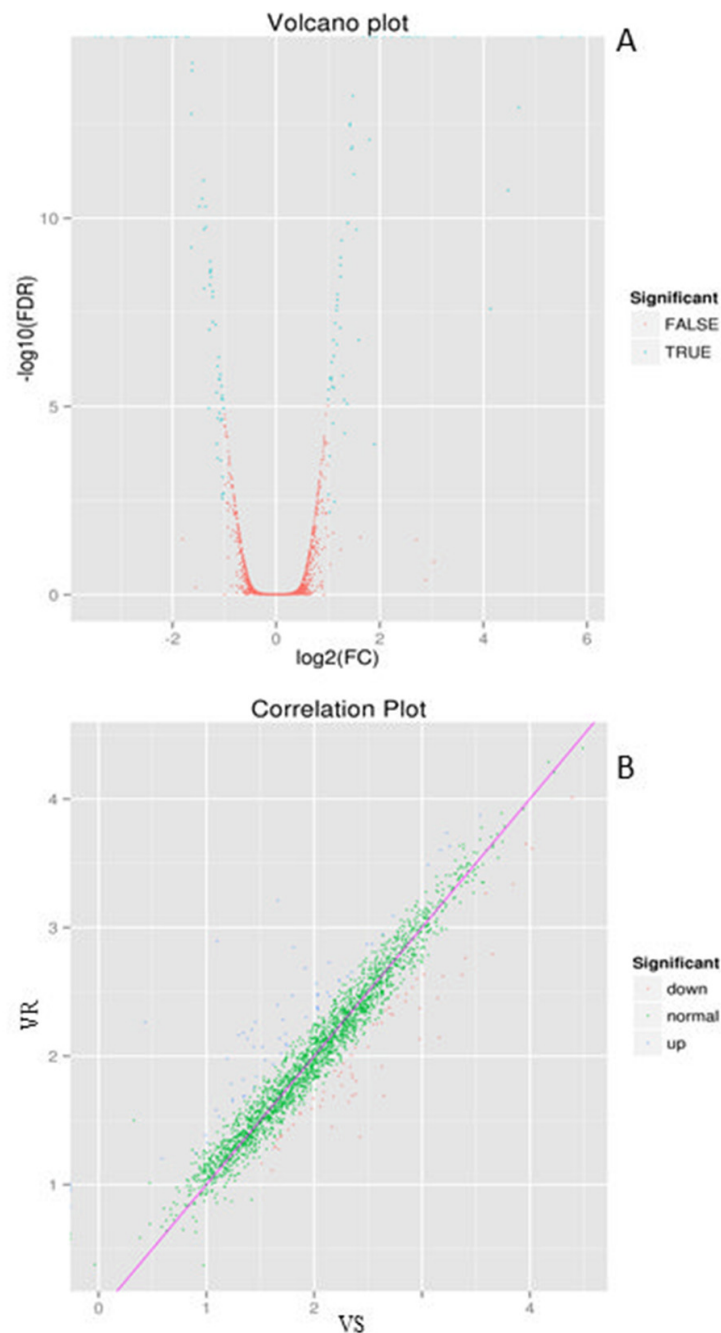 Volcano plot
A
10
5
0
-log10(FDR)
-2 0 2 4 6
log2(FC)
Significant
FALSE
TRUE
Correlation Plot
B
4
3
2
1
WR
0 1 2 4
VS
Significant
down
normal
up